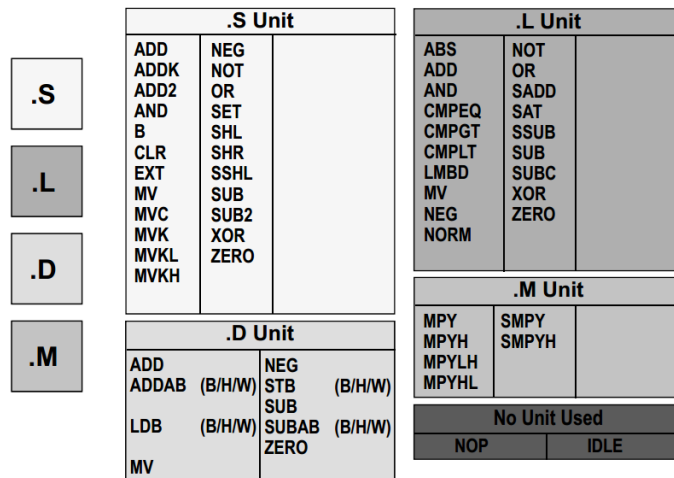 .S
.L
.D
.M
.S Unit
ADD NEG
ADDK NOT
ADD2 OR
AND SET
B SHL
CLR SHR
EXT SSHL
MV SUB
MVC SUB2
MVK XOR
MVKL ZERO
MVKH
.L Unit
ABS NOT
ADD OR
AND SADD
CMPEQ SAT
CMPGT SSUB
CMPLT SUB
LMBD SUBC
MV XOR
NEG ZERO
NORM
.D Unit
ADD NEG
ADDAB (B/H/W) STB (B/H/W)
SUB
LDB (B/H/W) SUBAB (B/H/W)
ZERO
MV
.M Unit
MPY SMPY
MPYH SMPYH
MPYLH
MPYHL
No Unit Used
NOP IDLE